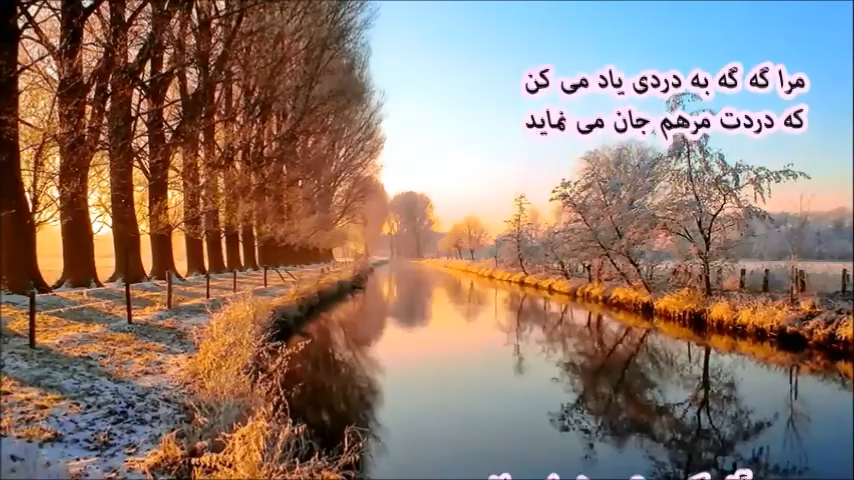 مرا گه گه به دردی یاد می کن
که دردت مرهم جان می نماید